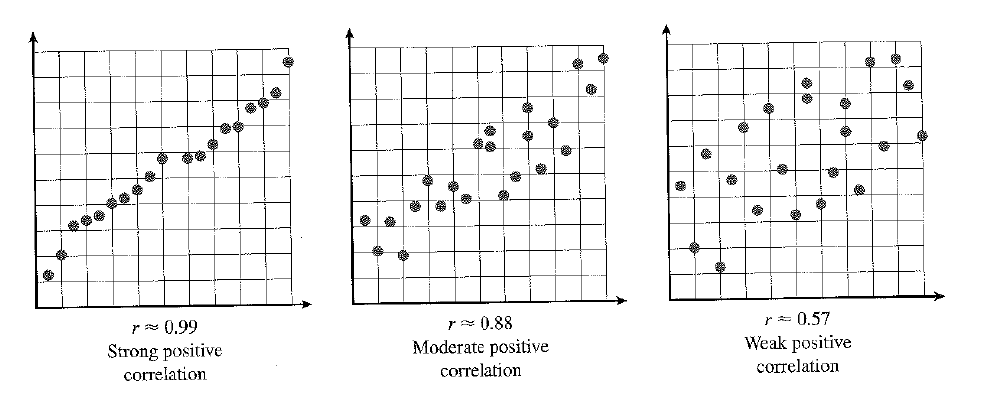 r ≈ 0.99
Strong positive
correlation
r ≈ 0.88
Moderate positive
correlation
r ≈ 0.57
Weak positive
correlation